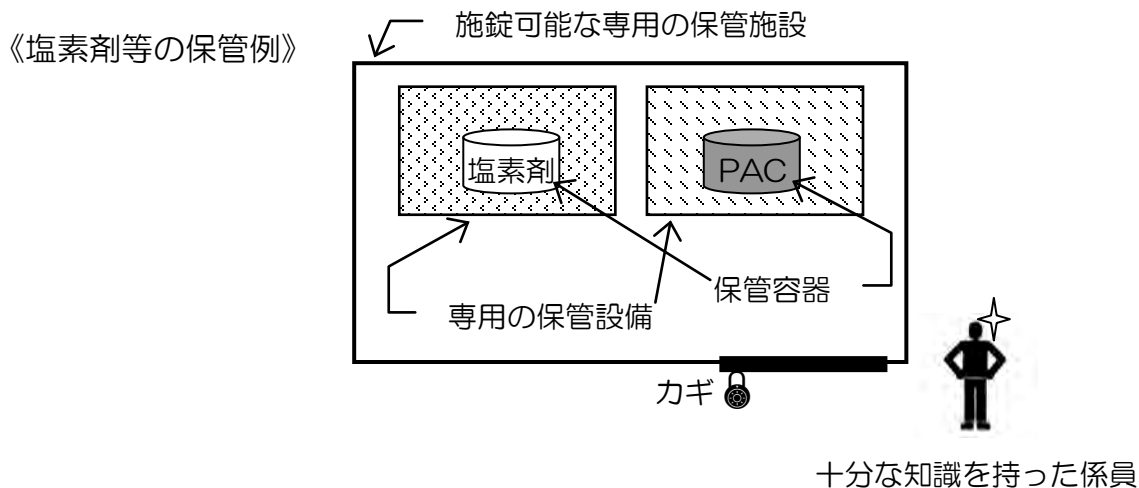 《塩素剤等の保管例》
施錠可能な専用の保管施設
塩素剤
PAC
保管容器
専用の保管設備
カギ
十分な知識を持った係員